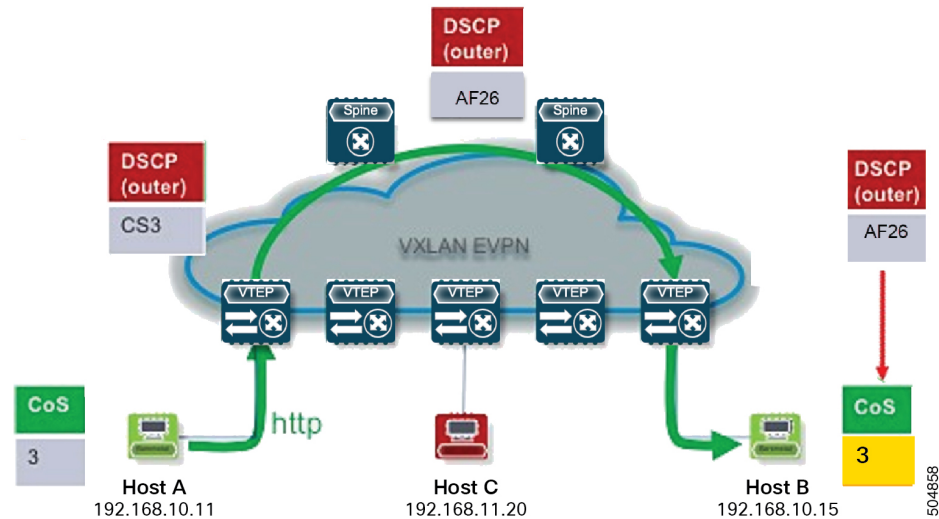 DSCP
(outer)
AF26
Spine
Spine
DSCP
(outer)
CS3
DSCP
(outer)
AF26
VXLAN EVPN
VTEP
VTEP
VTEP
VTEP
VTEP
CoS
3
http
CoS
3
Host A
192.168.10.11
Host C
192.168.11.20
Host B
192.168.10.15
504858